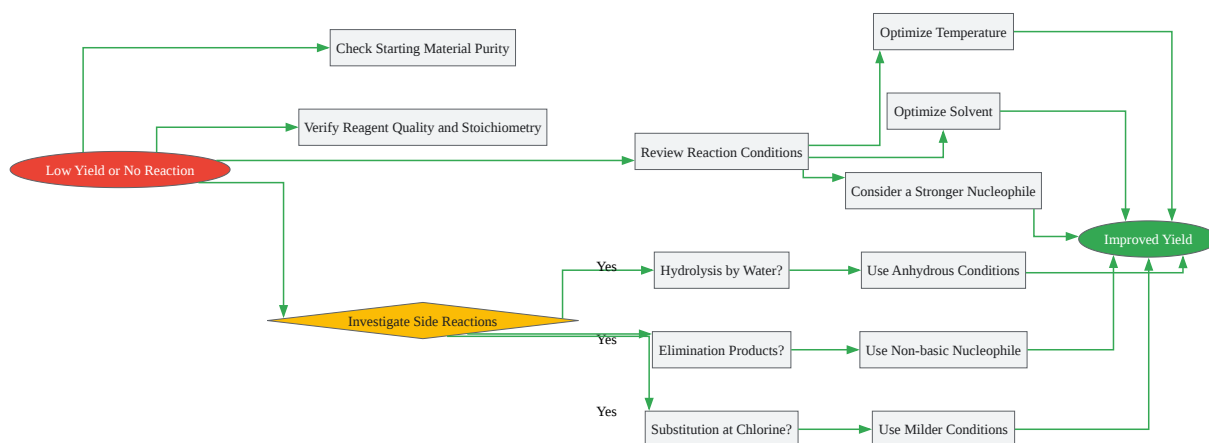 Optimize Temperature
Check Starting Material Purity
Optimize Solvent
Verify Reagent Quality and Stoichiometry
Review Reaction Conditions
Low Yield or No Reaction
Consider a Stronger Nucleophile
Improved Yield
Yes
Hydrolysis by Water?
Use Anhydrous Conditions
Investigate Side Reactions
Yes
Elimination Products?
Use Non-basic Nucleophile
Yes
Substitution at Chlorine?
Use Milder Conditions